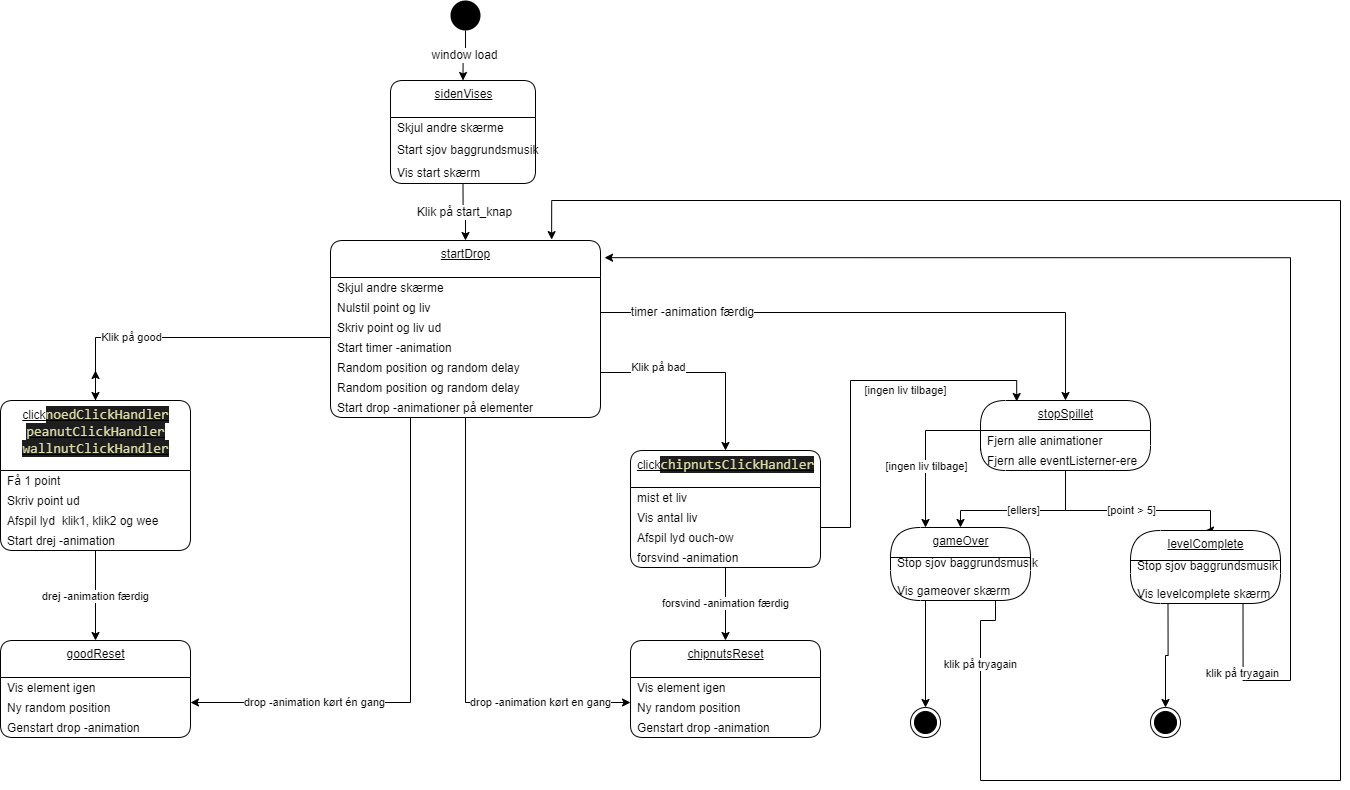 window load
sidenVises
Skjul andre skærme
Start sjov baggrundsmusik
Vis start skærm
Klik på start_knap
startDrop
Skjul andre skærme
Nulstil point og liv
Skriv point og liv ud
Start timer -animation
Random position og random delay
Random position og random delay
Start drop -animationer på elementer
Klik på good
timer -animation færdig
Klik på bad
[ingen liv tilbage]
clicknoedClickHandler
peanutClickHandler
wallnutClickHandler
Få 1 point
Skriv point ud
Afspil lyd  klik1, klik2 og wee
Start drej -animation
clickchipnutsClickHandler
mist et liv
Vis antal liv
Afspil lyd ouch-ow
forsvind -animation
stopSpillet
Fjern alle animationer
Fjern alle eventListerner-ere
[ingen liv tilbage]
[ellers]
[point > 5]
gameOver
Stop sjov baggrundsmusik
Vis gameover skærm
levelComplete
Stop sjov baggrundsmusik
Vis levelcomplete skærm
drej -animation færdig
forsvind -animation færdig
goodReset
Vis element igen
Ny random position
Genstart drop -animation
drop -animation kørt én gang
drop -animation kørt en gang
chipnutsReset
Vis element igen
Ny random position
Genstart drop -animation
klik på tryagain
klik på tryagain